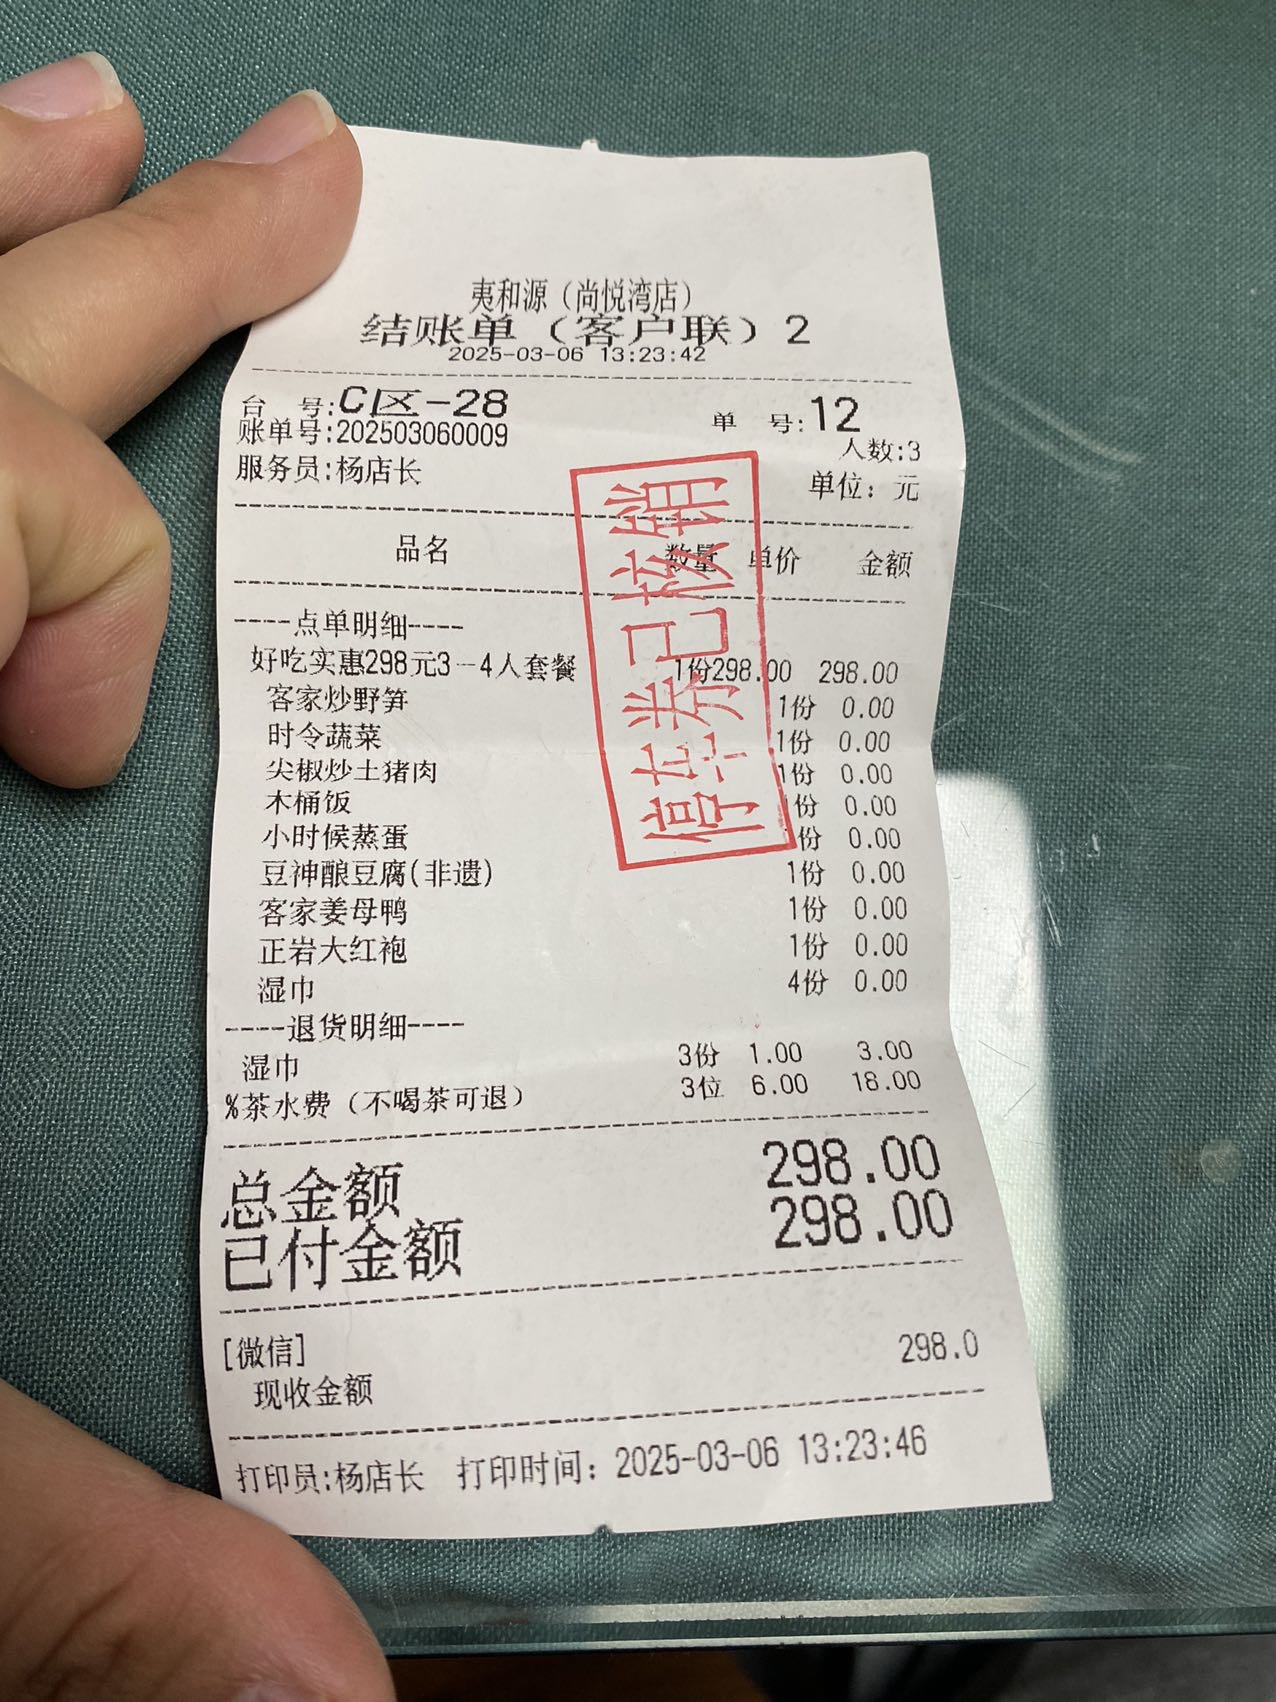 夷和源（尚悦湾店）
结账单（客户联）2
2025-03-06 13:23:42
台 号:C区-28 单 号:12
账单号:202503060009 人数:3
服务员:杨店长 单位：元
品名 数量 单价 金额
----点单明细----
好吃实惠298元3-4人套餐 1份298.00 298.00
客家炒野笋 1份 0.00
时令蔬菜 1份 0.00
尖椒炒土猪肉 1份 0.00
木桶饭 1份 0.00
小时候蒸蛋 份 0.00
豆神酿豆腐(非遗) 1份 0.00
客家姜母鸭 1份 0.00
正岩大红袍 1份 0.00
湿巾 4份 0.00
----退货明细----
湿巾 3份 1.00 3.00
%茶水费（不喝茶可退） 3位 6.00 18.00
总金额 298.00
已付金额 298.00
[微信] 298.0
现收金额
打印员:杨店长 打印时间：2025-03-06 13:23:46
停车券已核销